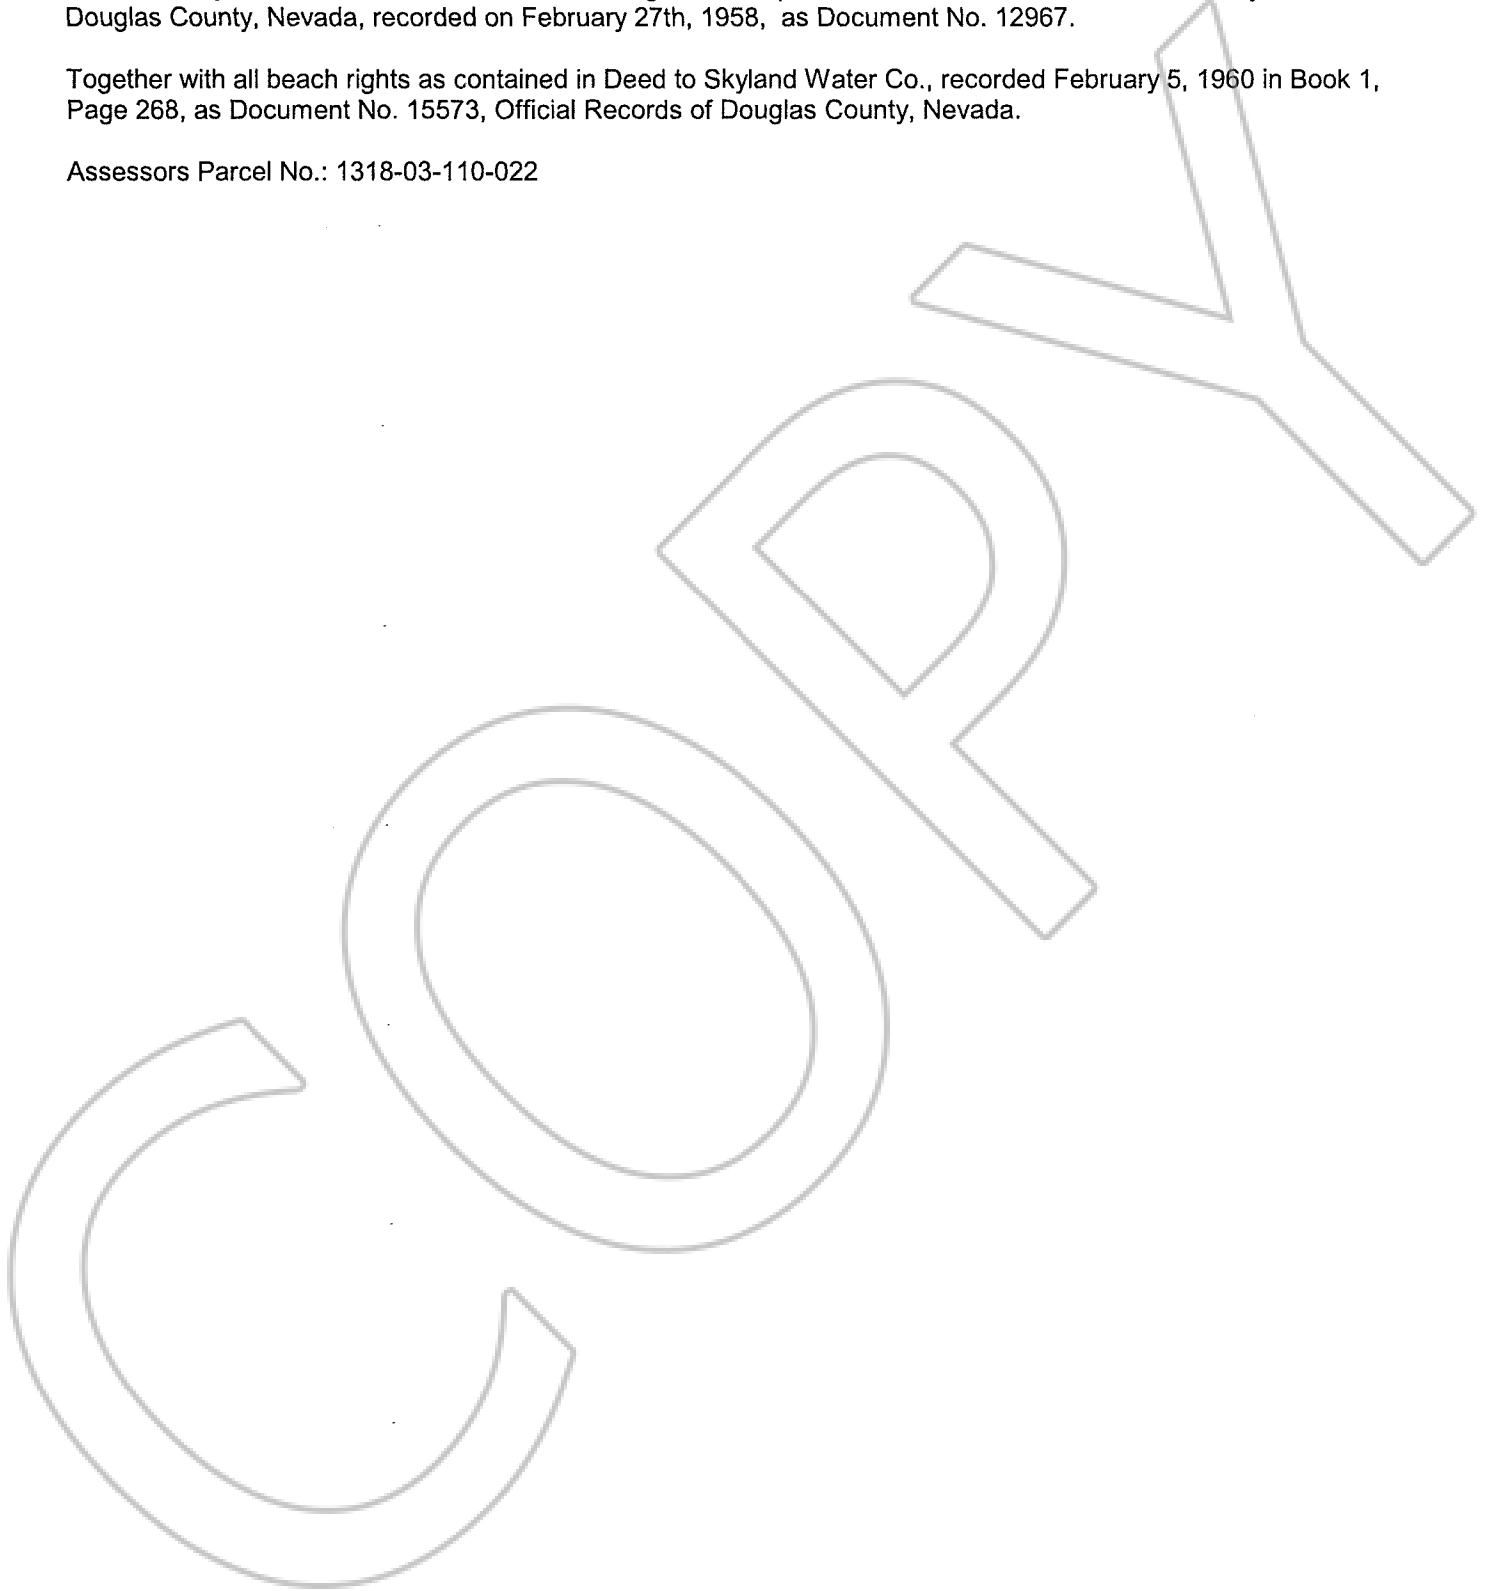 Douglas County, Nevada, recorded on February 27th, 1958, as Document No. 12967.
Together with all beach rights as contained in Deed to Skyland Water Co., recorded February 5, 1960 in Book 1,
Page 268, as Document No. 15573, Official Records of Douglas County, Nevada.
Assessors Parcel No.: 1318-03-110-022
COPY